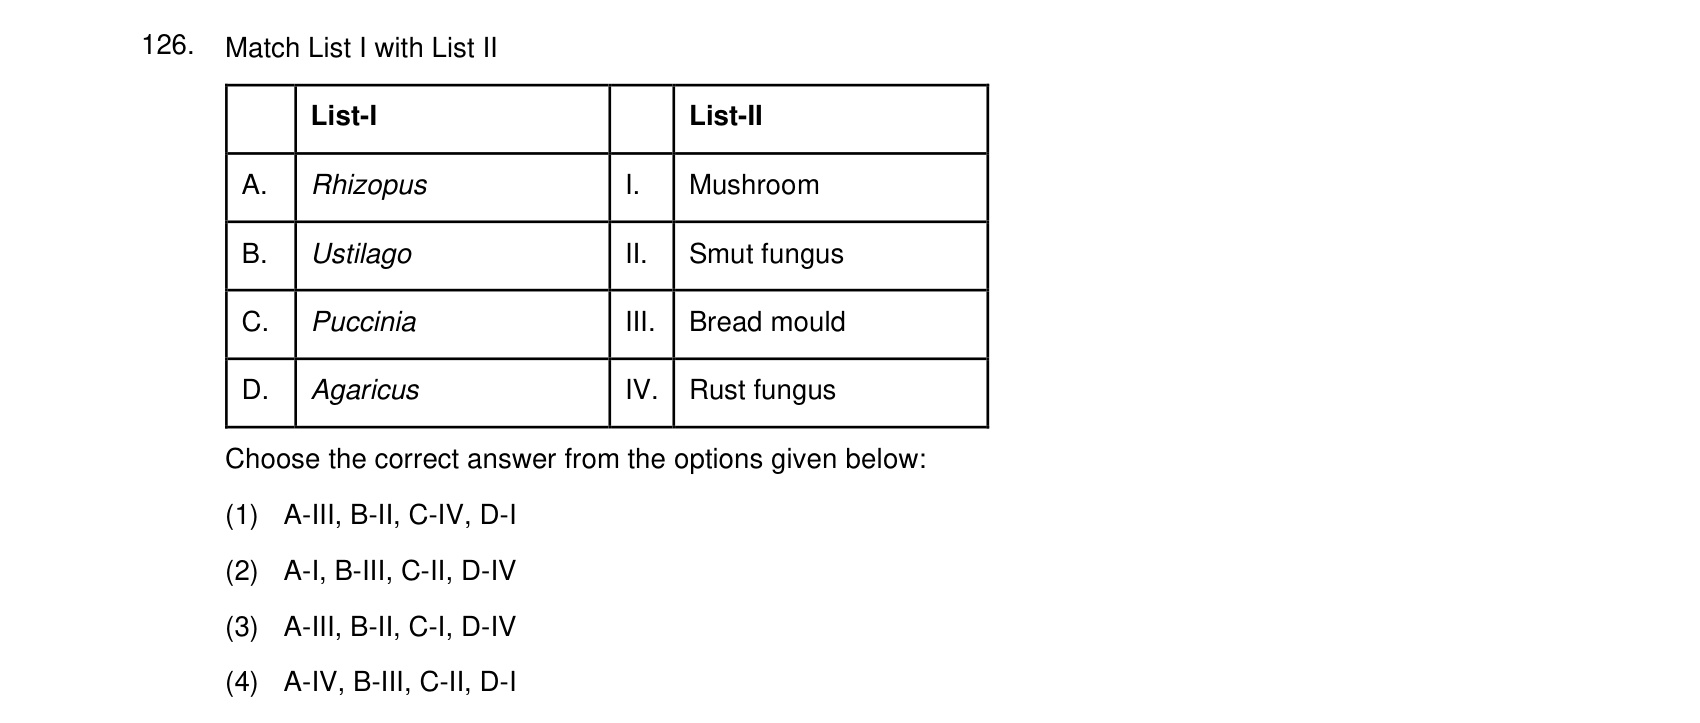 126. Match List I with List II
List-I List-II
A. Rhizopus I. Mushroom
B. Ustilago II. Smut fungus
C. Puccinia III. Bread mould
D. Agaricus IV. Rust fungus
Choose the correct answer from the options given below:
(1) A-III, B-II, C-IV, D-I
(2) A-I, B-III, C-II, D-IV
(3) A-III, B-II, C-I, D-IV
(4) A-IV, B-III, C-II, D-I